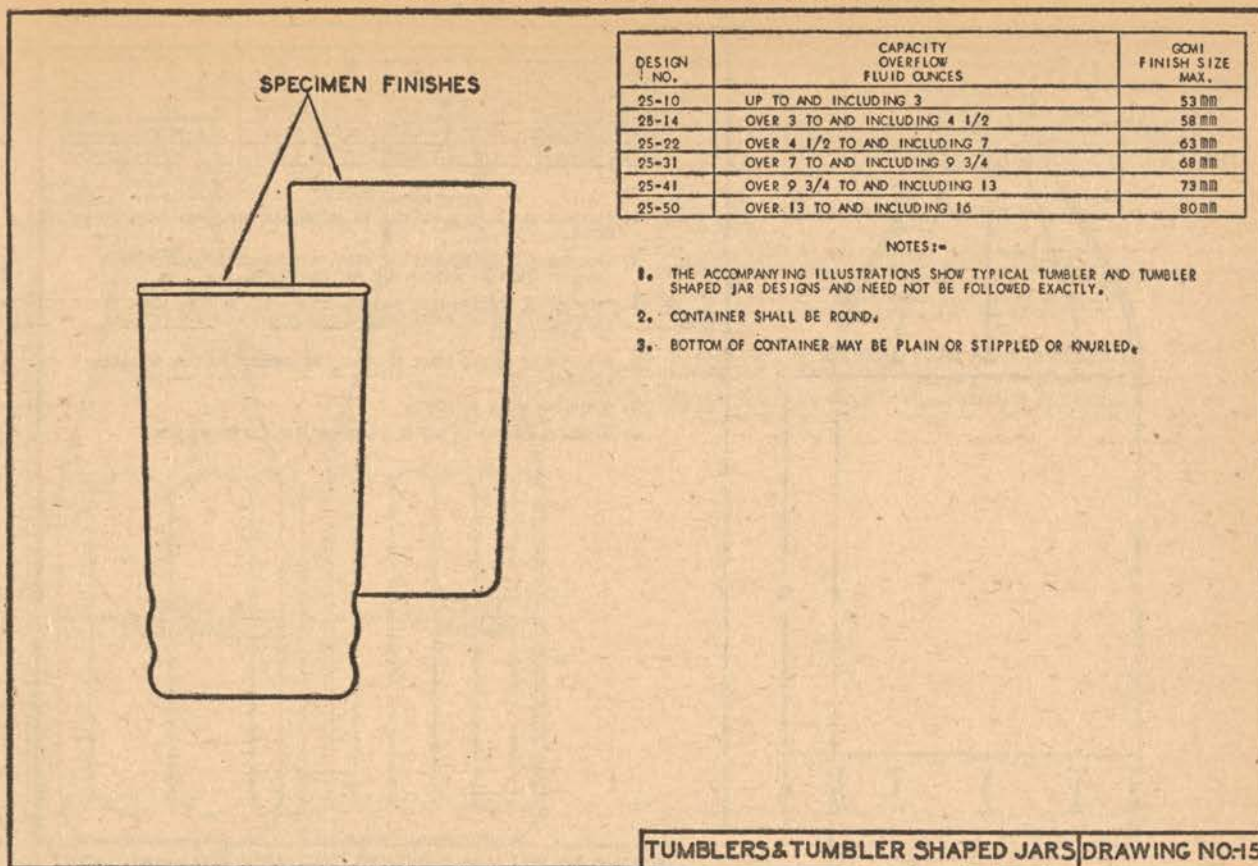 SPECIMEN FINISHES
DESIGN NO. CAPACITY OVERFLOW FLUID OUNCES GCMI FINISH SIZE MAX.
25-10 UP TO AND INCLUDING 3 53 mm
25-14 OVER 3 TO AND INCLUDING 4 1/2 58 mm
25-22 OVER 4 1/2 TO AND INCLUDING 7 63 mm
25-31 OVER 7 TO AND INCLUDING 9 3/4 68 mm
25-41 OVER 9 3/4 TO AND INCLUDING 13 73 mm
25-50 OVER 13 TO AND INCLUDING 16 80 mm
NOTES:-
1. THE ACCOMPANYING ILLUSTRATIONS SHOW TYPICAL TUMBLER AND TUMBLER
SHAPED JAR DESIGNS AND NEED NOT BE FOLLOWED EXACTLY.
2. CONTAINER SHALL BE ROUND.
3. BOTTOM OF CONTAINER MAY BE PLAIN OR STIPPLED OR KNURLED.
TUMBLERS & TUMBLER SHAPED JARS DRAWING NO-15